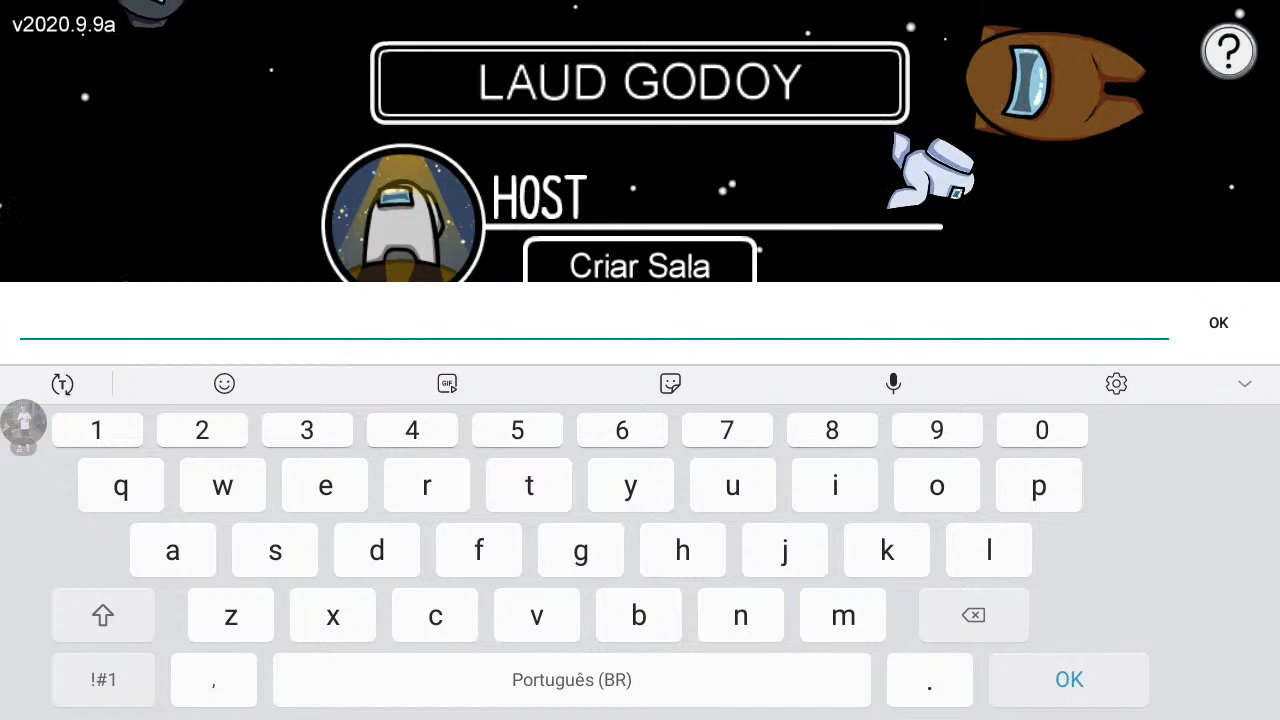 v2020.9.9a
LAUD GODOY
?
HOST
Criar Sala
OK
T GIF
1 2 3 4 5 6 7 8 9 0
q w e r t y u i o p
a s d f g h j k l
z x c v b n m
!#1 , Português (BR) . OK